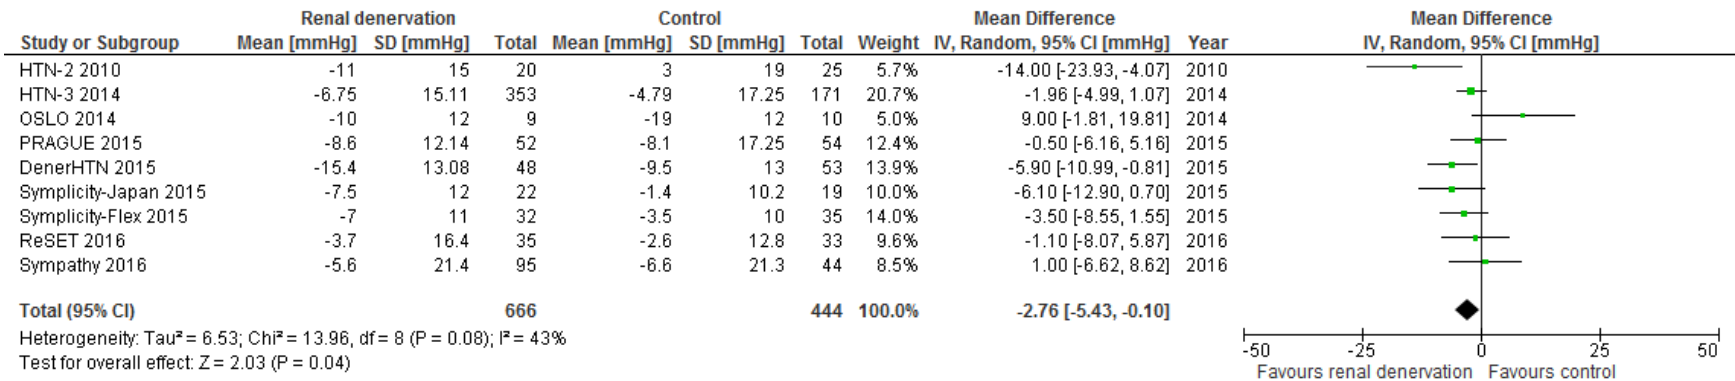 Renal denervation Control Mean Difference Mean Difference
Study or Subgroup Mean [mmHg] SD [mmHg] Total Mean [mmHg] SD [mmHg] Total Weight IV, Random, 95% CI [mmHg] Year IV, Random, 95% CI [mmHg]
HTN-2 2010 -11 15 20 3 19 25 5.7% -14.00 [-23.93, -4.07] 2010
HTN-3 2014 -6.75 15.11 353 -4.79 17.25 171 20.7% -1.96 [-4.99, 1.07] 2014
OSLO 2014 -10 12 9 -19 12 10 5.0% 9.00 [-1.81, 19.81] 2014
PRAGUE 2015 -8.6 12.14 52 -8.1 17.25 54 12.4% -0.50 [-6.16, 5.16] 2015
DenerHTN 2015 -15.4 13.08 48 -9.5 13 53 13.9% -5.90 [-10.99, -0.81] 2015
Symplicity-Japan 2015 -7.5 12 22 -1.4 10.2 19 10.0% -6.10 [-12.90, 0.70] 2015
Symplicity-Flex 2015 -7 11 32 -3.5 10 35 14.0% -3.50 [-8.55, 1.55] 2015
ReSET 2016 -3.7 16.4 35 -2.6 12.8 33 9.6% -1.10 [-8.07, 5.87] 2016
Sympathy 2016 -5.6 21.4 95 -6.6 21.3 44 8.5% 1.00 [-6.62, 8.62] 2016
Total (95% CI) 666 444 100.0% -2.76 [-5.43, -0.10]
Heterogeneity: Tau² = 6.53; Chi² = 13.96, df = 8 (P = 0.08); I² = 43%
Test for overall effect: Z = 2.03 (P = 0.04)
-50 -25 0 25 50
Favours renal denervation Favours control